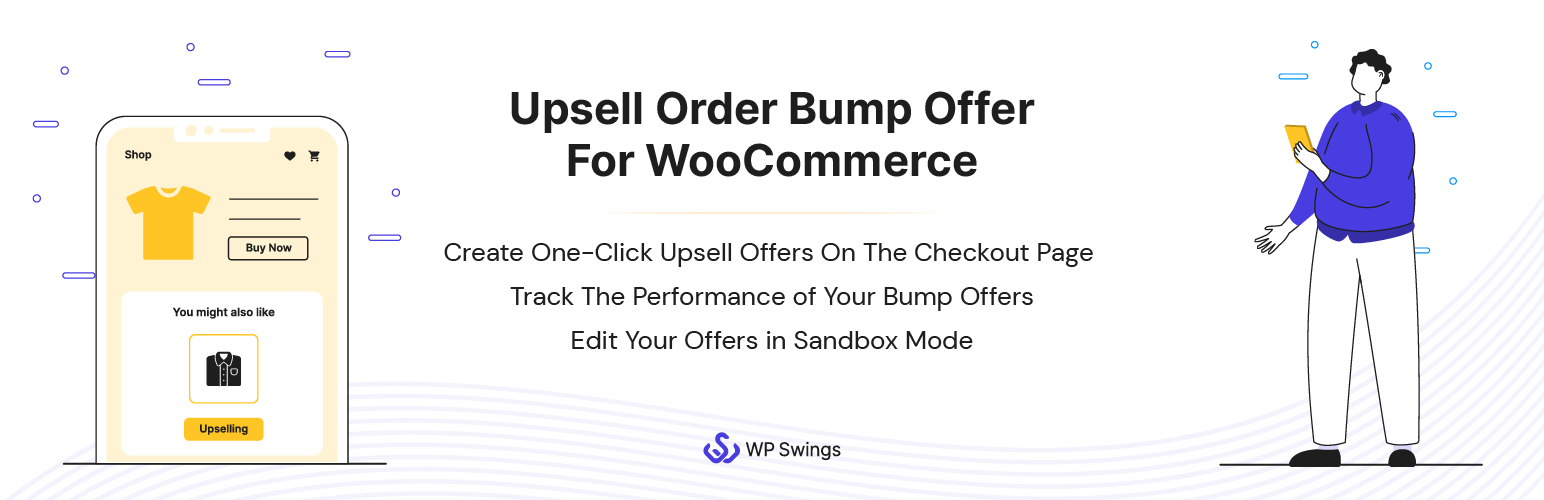 Upsell Order Bump Offer
For WooCommerce
Create One-Click Upsell Offers On The Checkout Page
Track The Performance of Your Bump Offers
Edit Your Offers in Sandbox Mode
WP Swings
Shop
Buy Now
You might also like
Upselling